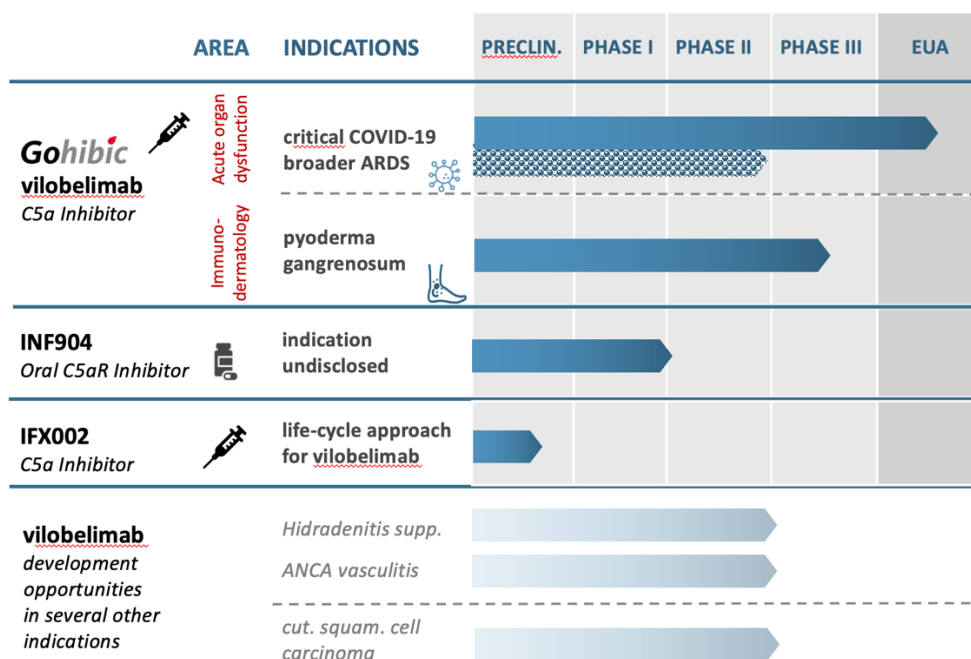 AREA INDICATIONS PRECLIN. PHASE I PHASE II PHASE III EUA
Gohibic
vilobelimab
C5a Inhibitor
Acute organ
dysfunction
critical COVID-19
broader ARDS
Immuno-
dermatology
pyoderma
gangrenosum
INF904
Oral C5aR Inhibitor
indication
undisclosed
IFX002
C5a Inhibitor
life-cycle approach
for vilobelimab
vilobelimab
development
opportunities
in several other
indications
Hidradenitis supp.
ANCA vasculitis
cut. squam. cell
carcinoma